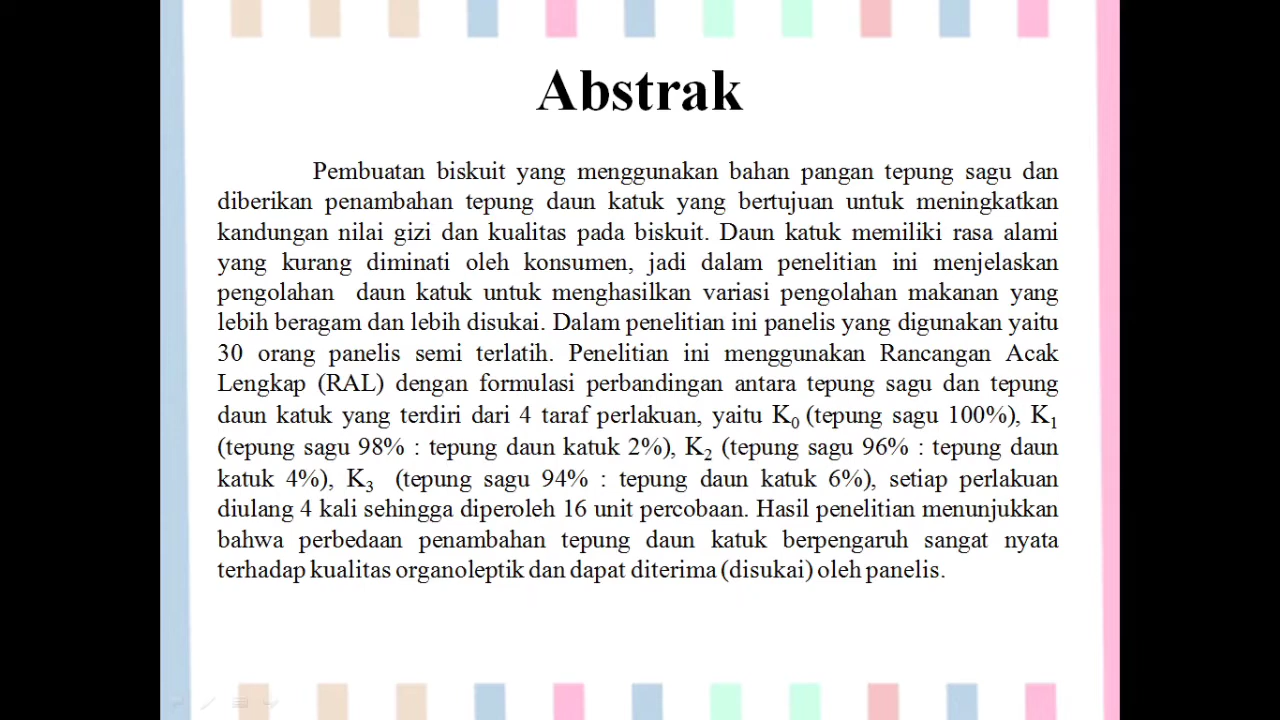 Abstrak
Pembuatan biskuit yang menggunakan bahan pangan tepung sagu dan
diberikan penambahan tepung daun katuk yang bertujuan untuk meningkatkan
kandungan nilai gizi dan kualitas pada biskuit. Daun katuk memiliki rasa alami
yang kurang diminati oleh konsumen, jadi dalam penelitian ini menjelaskan
pengolahan daun katuk untuk menghasilkan variasi pengolahan makanan yang
lebih beragam dan lebih disukai. Dalam penelitian ini panelis yang digunakan yaitu
30 orang panelis semi terlatih. Penelitian ini menggunakan Rancangan Acak
Lengkap (RAL) dengan formulasi perbandingan antara tepung sagu dan tepung
daun katuk yang terdiri dari 4 taraf perlakuan, yaitu K₀ (tepung sagu 100%), K₁
(tepung sagu 98% : tepung daun katuk 2%), K₂ (tepung sagu 96% : tepung daun
katuk 4%), K₃ (tepung sagu 94% : tepung daun katuk 6%), setiap perlakuan
diulang 4 kali sehingga diperoleh 16 unit percobaan. Hasil penelitian menunjukkan
bahwa perbedaan penambahan tepung daun katuk berpengaruh sangat nyata
terhadap kualitas organoleptik dan dapat diterima (disukai) oleh panelis.